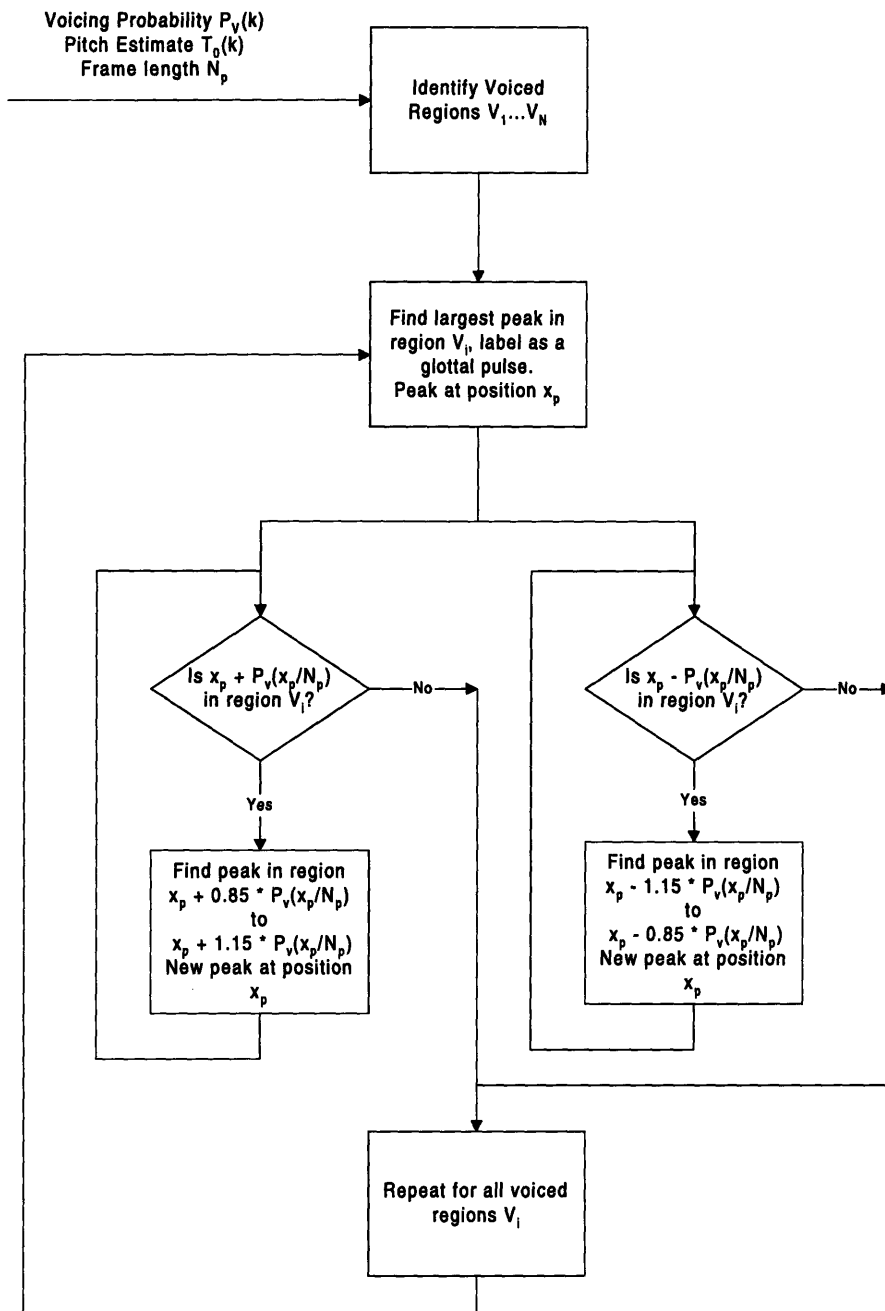 Voicing Probability P_v(k)
Pitch Estimate T_0(k)
Frame length N_p
Identify Voiced
Regions V_1...V_N
Find largest peak in
region V_i, label as a
glottal pulse.
Peak at position x_p
Is x_p + P_v(x_p/N_p)
in region V_i?
No
Yes
Find peak in region
x_p + 0.85 * P_v(x_p/N_p)
to
x_p + 1.15 * P_v(x_p/N_p)
New peak at position
x_p
Is x_p - P_v(x_p/N_p)
in region V_i?
No
Yes
Find peak in region
x_p - 1.15 * P_v(x_p/N_p)
to
x_p - 0.85 * P_v(x_p/N_p)
New peak at position
x_p
Repeat for all voiced
regions V_i